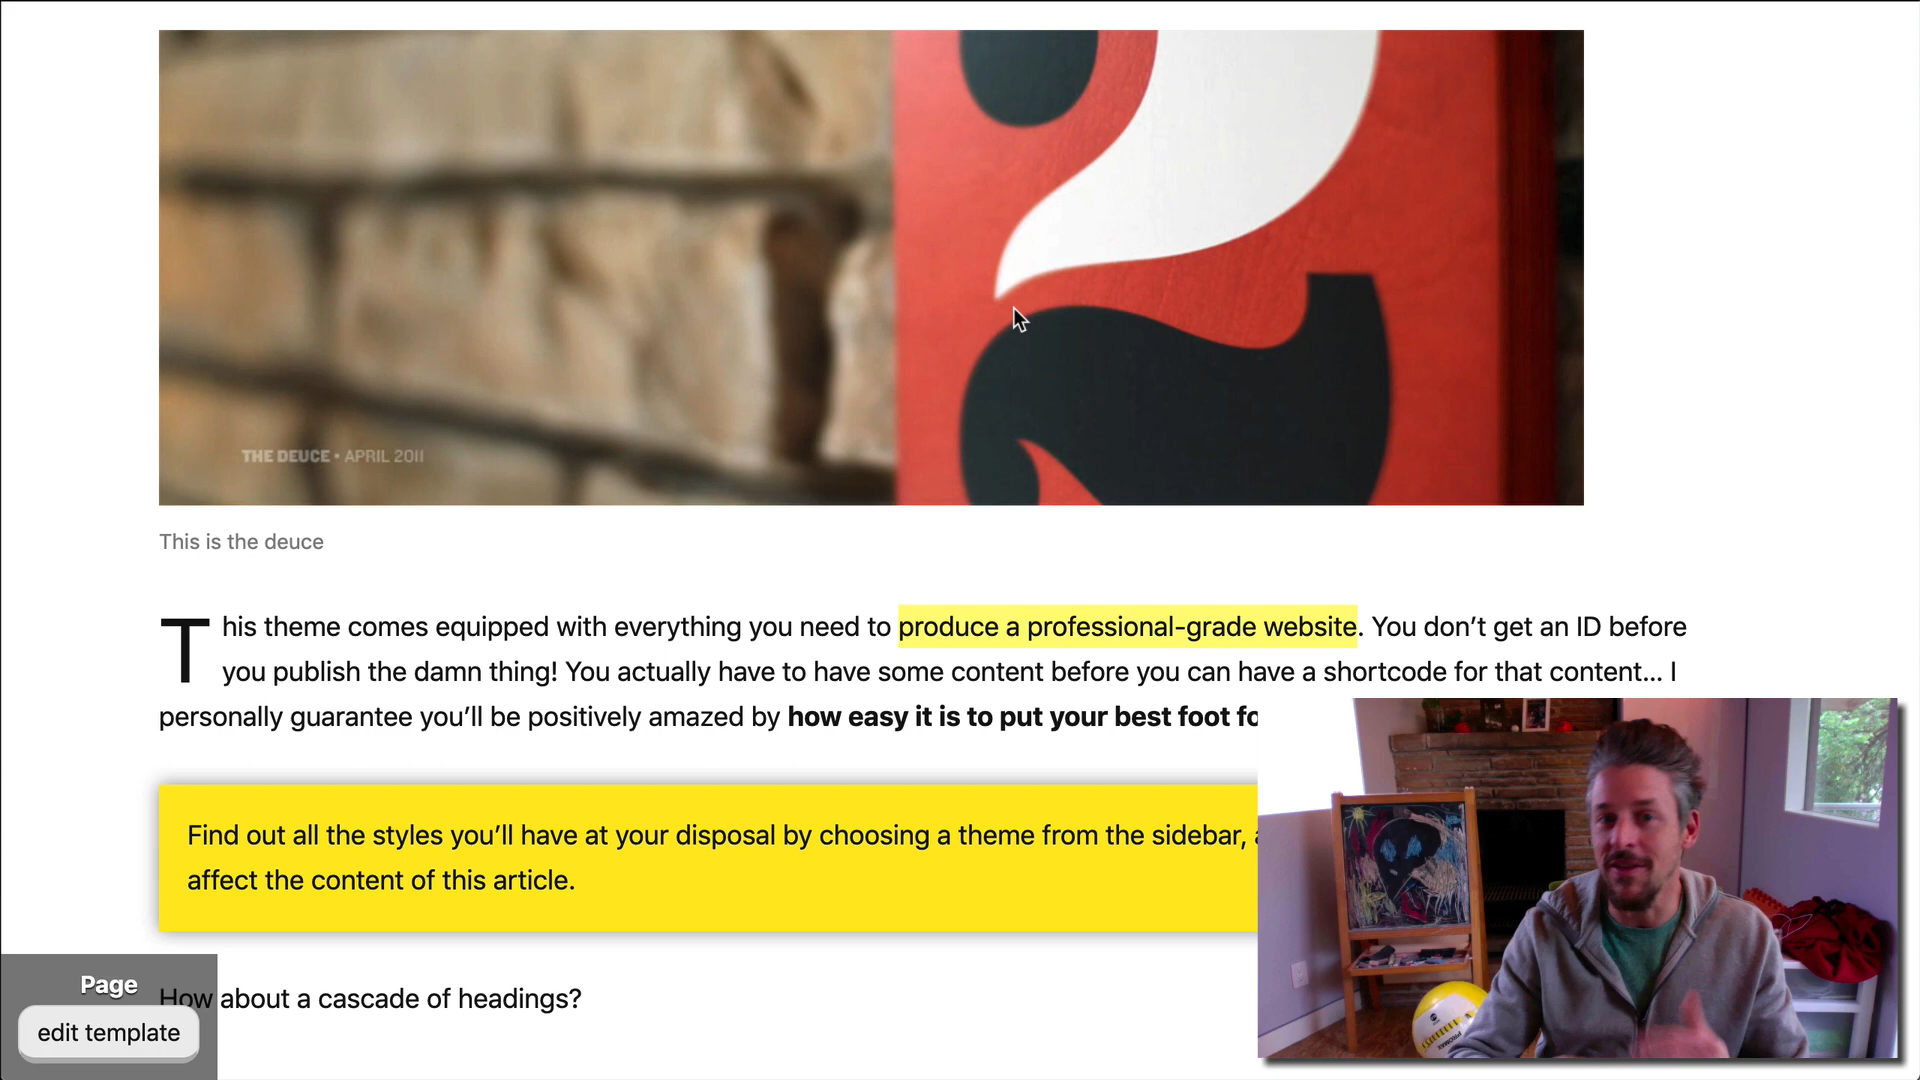 THE DEUCE • APRIL 2011
This is the deuce
This theme comes equipped with everything you need to produce a professional-grade website. You don’t get an ID before
you publish the damn thing! You actually have to have some content before you can have a shortcode for that content... I
personally guarantee you’ll be positively amazed by how easy it is to put your best foot fo
Find out all the styles you’ll have at your disposal by choosing a theme from the sidebar,
affect the content of this article.
How about a cascade of headings?
Page
edit template